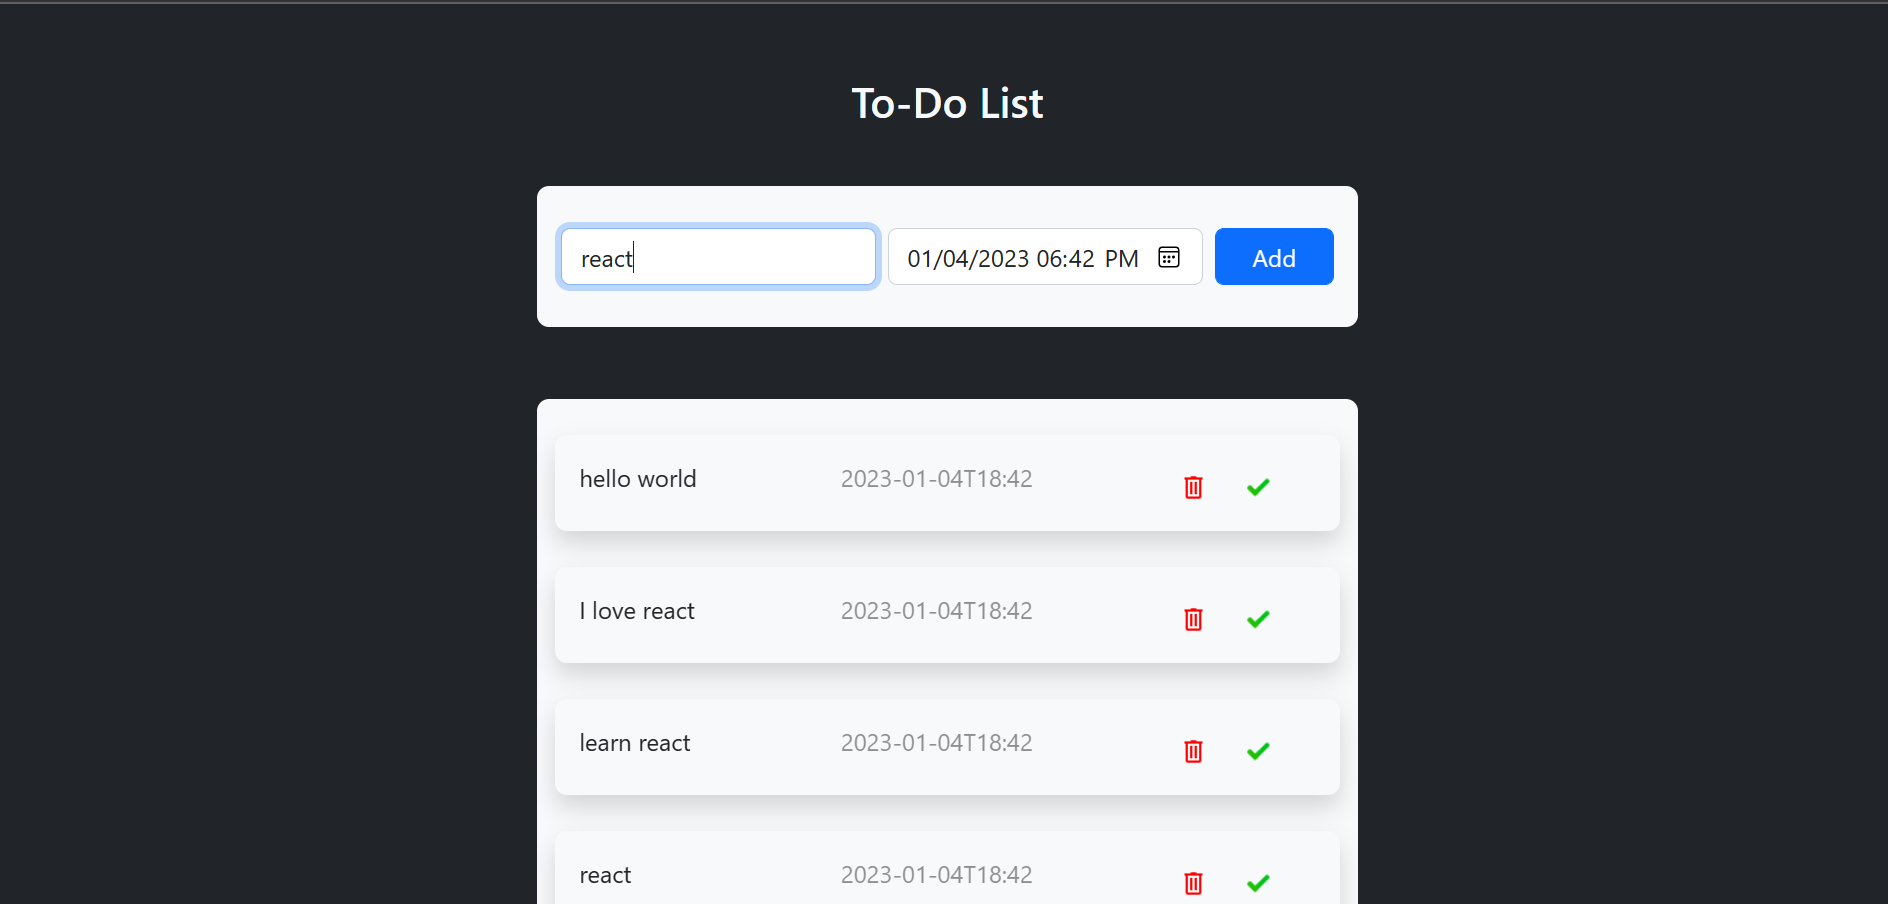 To-Do List
react 01/04/2023 06:42 PM Add
hello world 2023-01-04T18:42
I love react 2023-01-04T18:42
learn react 2023-01-04T18:42
react 2023-01-04T18:42